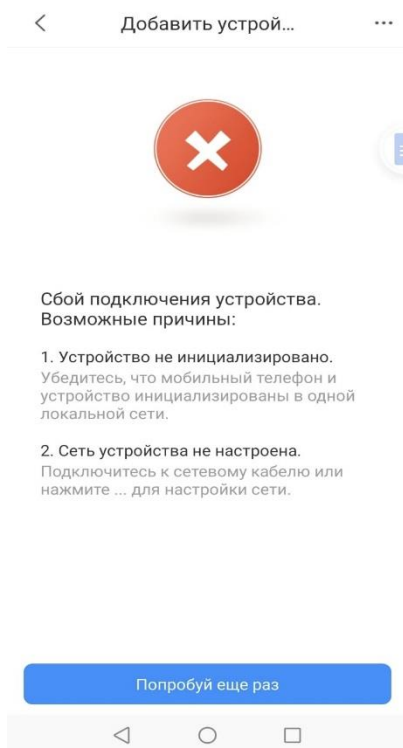 Добавить устрой...
Сбой подключения устройства.
Возможные причины:
1. Устройство не инициализировано.
Убедитесь, что мобильный телефон и
устройство инициализированы в одной
локальной сети.
2. Сеть устройства не настроена.
Подключитесь к сетевому кабелю или
нажмите ... для настройки сети.
Попробуй еще раз